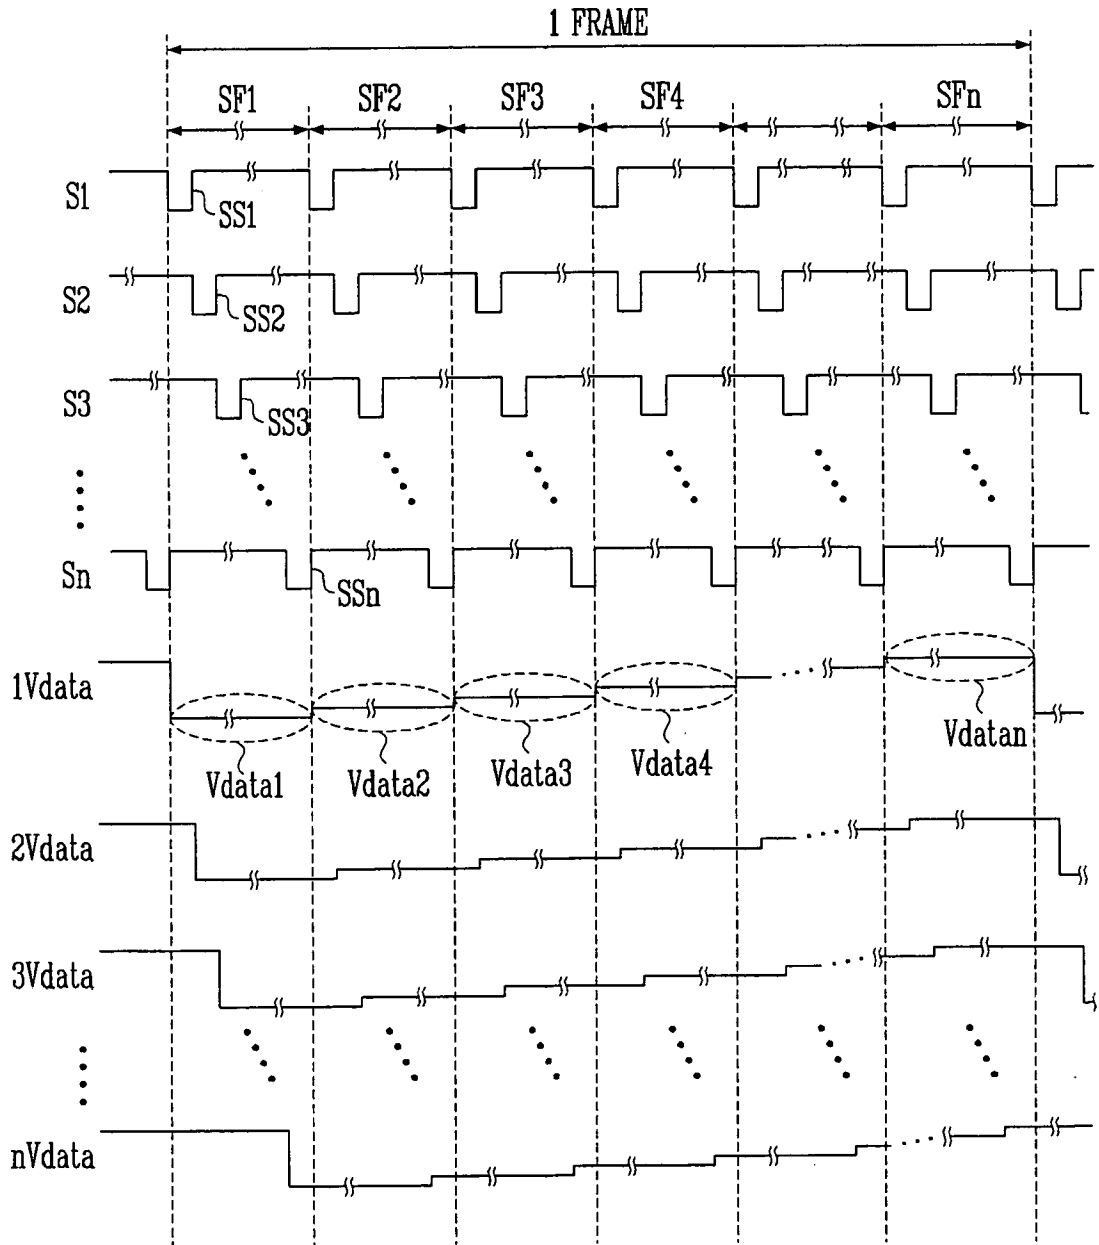 1 FRAME
SF1 SF2 SF3 SF4 SFn
S1
SS1
S2
SS2
S3
SS3
Sn
SSn
1Vdata
Vdata1 Vdata2 Vdata3 Vdata4 Vdatan
2Vdata
3Vdata
nVdata